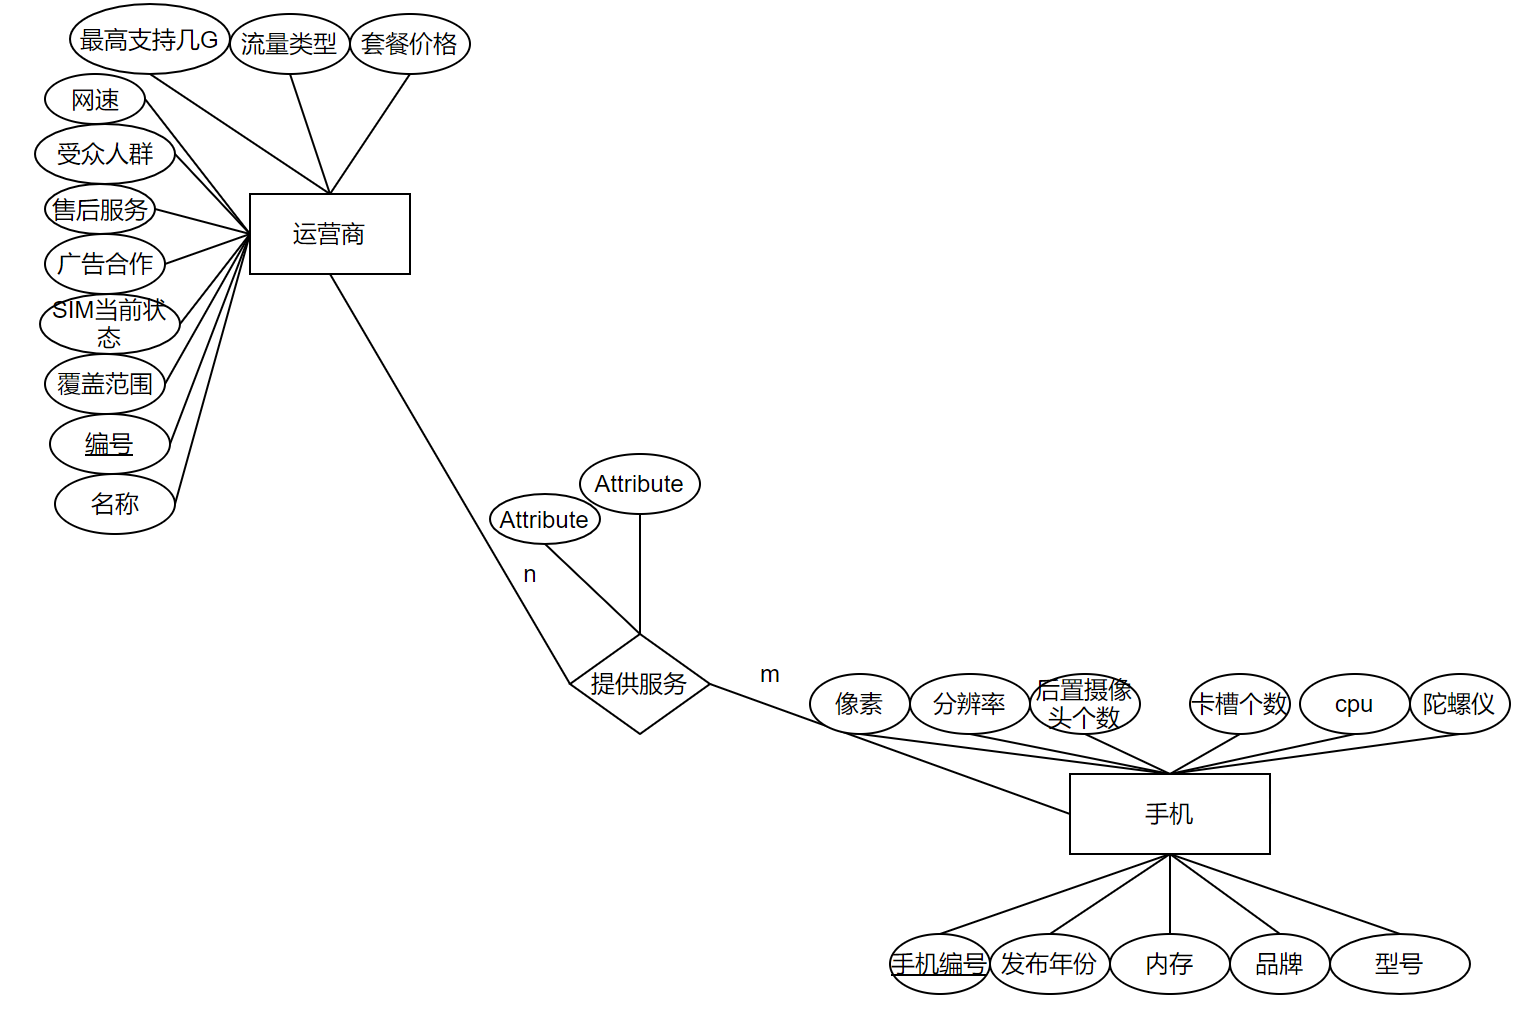 最高支持几G
流量类型
套餐价格
网速
受众人群
售后服务
运营商
广告合作
SIM当前状
态
覆盖范围
编号
名称
Attribute
Attribute
n
提供服务
m
像素
分辨率
后置摄像
头个数
卡槽个数
cpu
陀螺仪
手机
手机编号
发布年份
内存
品牌
型号